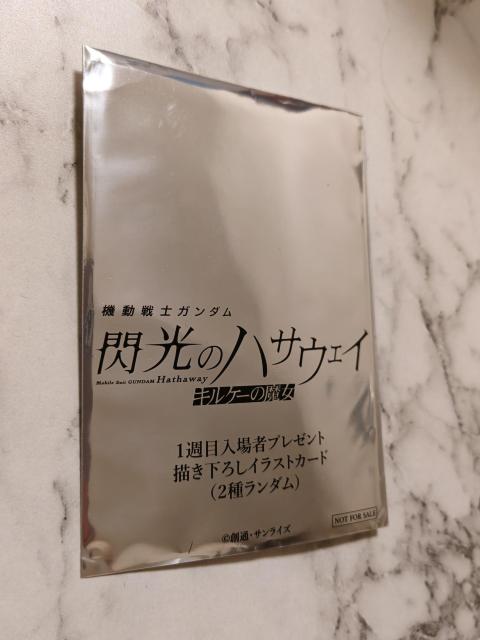 機動戦士ガンダム
閃光のハサウェイ
Mobile Suit GUNDAM Hathaway
キルケーの魔女
1週目入場者プレゼント
描き下ろしイラストカード
(2種ランダム)
NOT FOR SALE
©創通・サンライズ